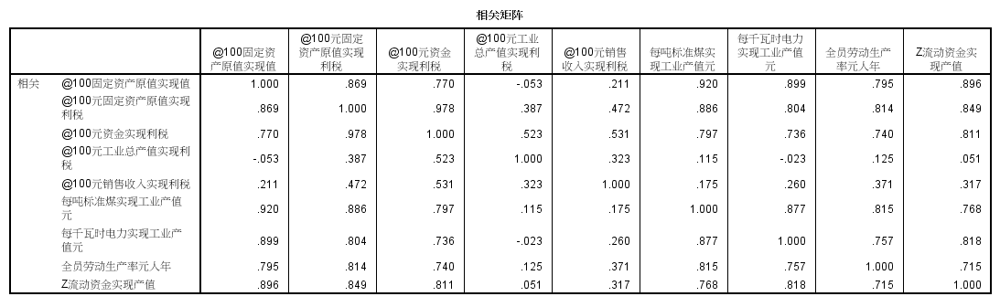 相关矩阵
@100固定资产原值实现值 @100元固定资产原值实现利税 @100元资金实现利税 @100元工业总产值实现利税 @100元销售收入实现利税 每吨标准煤实现工业产值元 每千瓦时电力实现工业产值元 全员劳动生产率元人年 Z流动资金实现产值
相关 @100固定资产原值实现值 1.000 .869 .770 -.053 .211 .920 .899 .795 .896
@100元固定资产原值实现利税 .869 1.000 .978 .387 .472 .886 .804 .814 .849
@100元资金实现利税 .770 .978 1.000 .523 .531 .797 .736 .740 .811
@100元工业总产值实现利税 -.053 .387 .523 1.000 .323 .115 -.023 .125 .051
@100元销售收入实现利税 .211 .472 .531 .323 1.000 .175 .260 .371 .317
每吨标准煤实现工业产值元 .920 .886 .797 .115 .175 1.000 .877 .815 .768
每千瓦时电力实现工业产值元 .899 .804 .736 -.023 .260 .877 1.000 .757 .818
全员劳动生产率元人年 .795 .814 .740 .125 .371 .815 .757 1.000 .715
Z流动资金实现产值 .896 .849 .811 .051 .317 .768 .818 .715 1.000